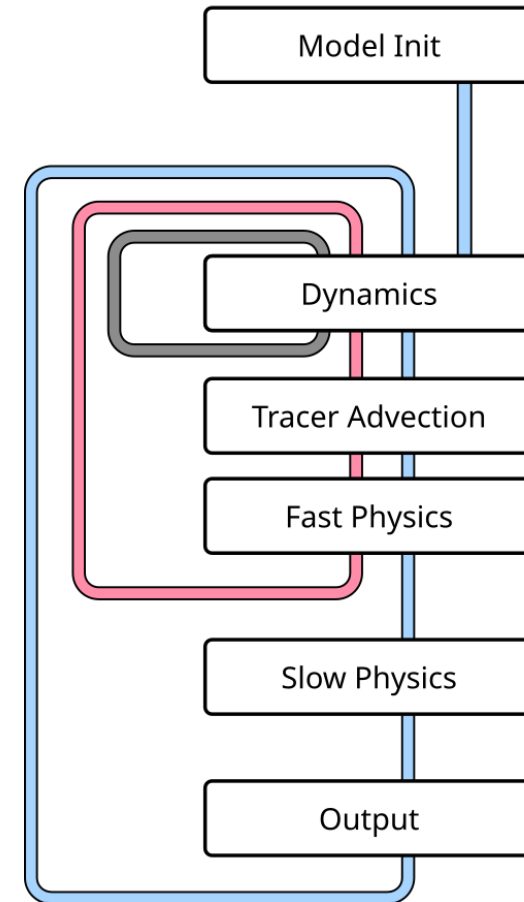 Model Init
Dynamics
Tracer Advection
Fast Physics
Slow Physics
Output